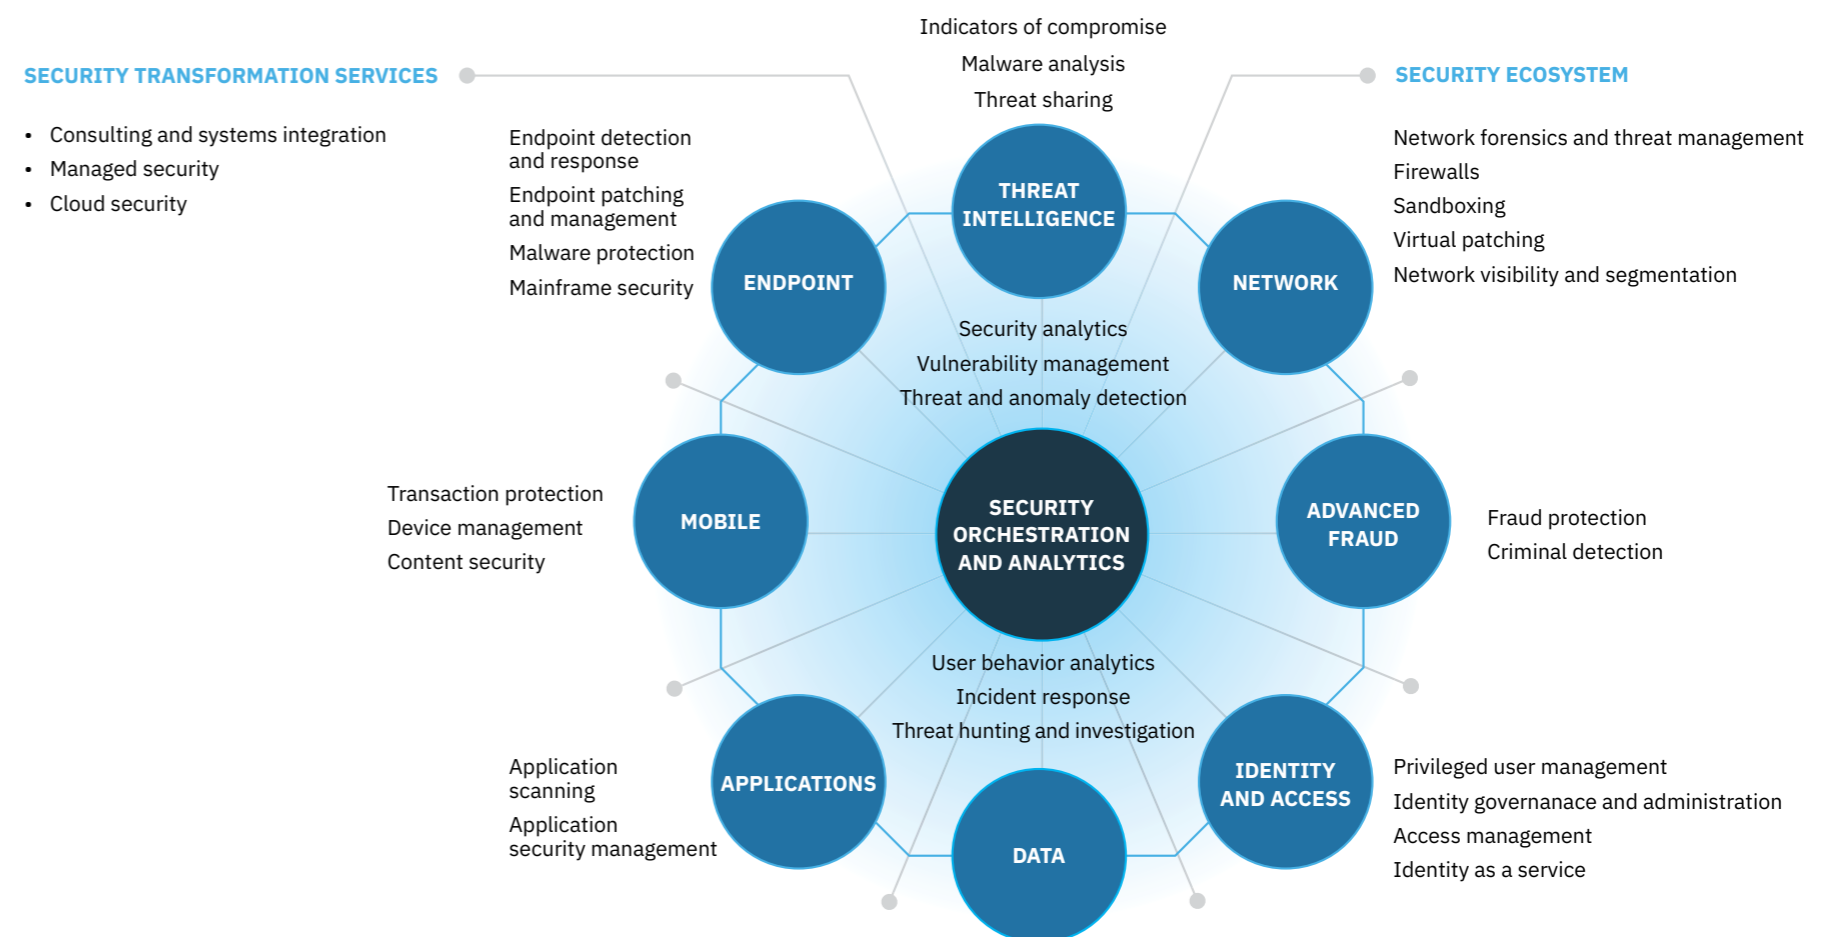 Indicators of compromise
Malware analysis
Threat sharing
SECURITY TRANSFORMATION SERVICES
• Consulting and systems integration
• Managed security
• Cloud security
SECURITY ECOSYSTEM
Endpoint detection
and response
Endpoint patching
and management
Malware protection
Mainframe security
ENDPOINT
THREAT
INTELLIGENCE
NETWORK
Network forensics and threat management
Firewalls
Sandboxing
Virtual patching
Network visibility and segmentation
Security analytics
Vulnerability management
Threat and anomaly detection
Transaction protection
Device management
Content security
MOBILE
SECURITY
ORCHESTRATION
AND ANALYTICS
ADVANCED
FRAUD
Fraud protection
Criminal detection
User behavior analytics
Incident response
Threat hunting and investigation
Application
scanning
Application
security management
APPLICATIONS
DATA
IDENTITY
AND ACCESS
Privileged user management
Identity governanace and administration
Access management
Identity as a service